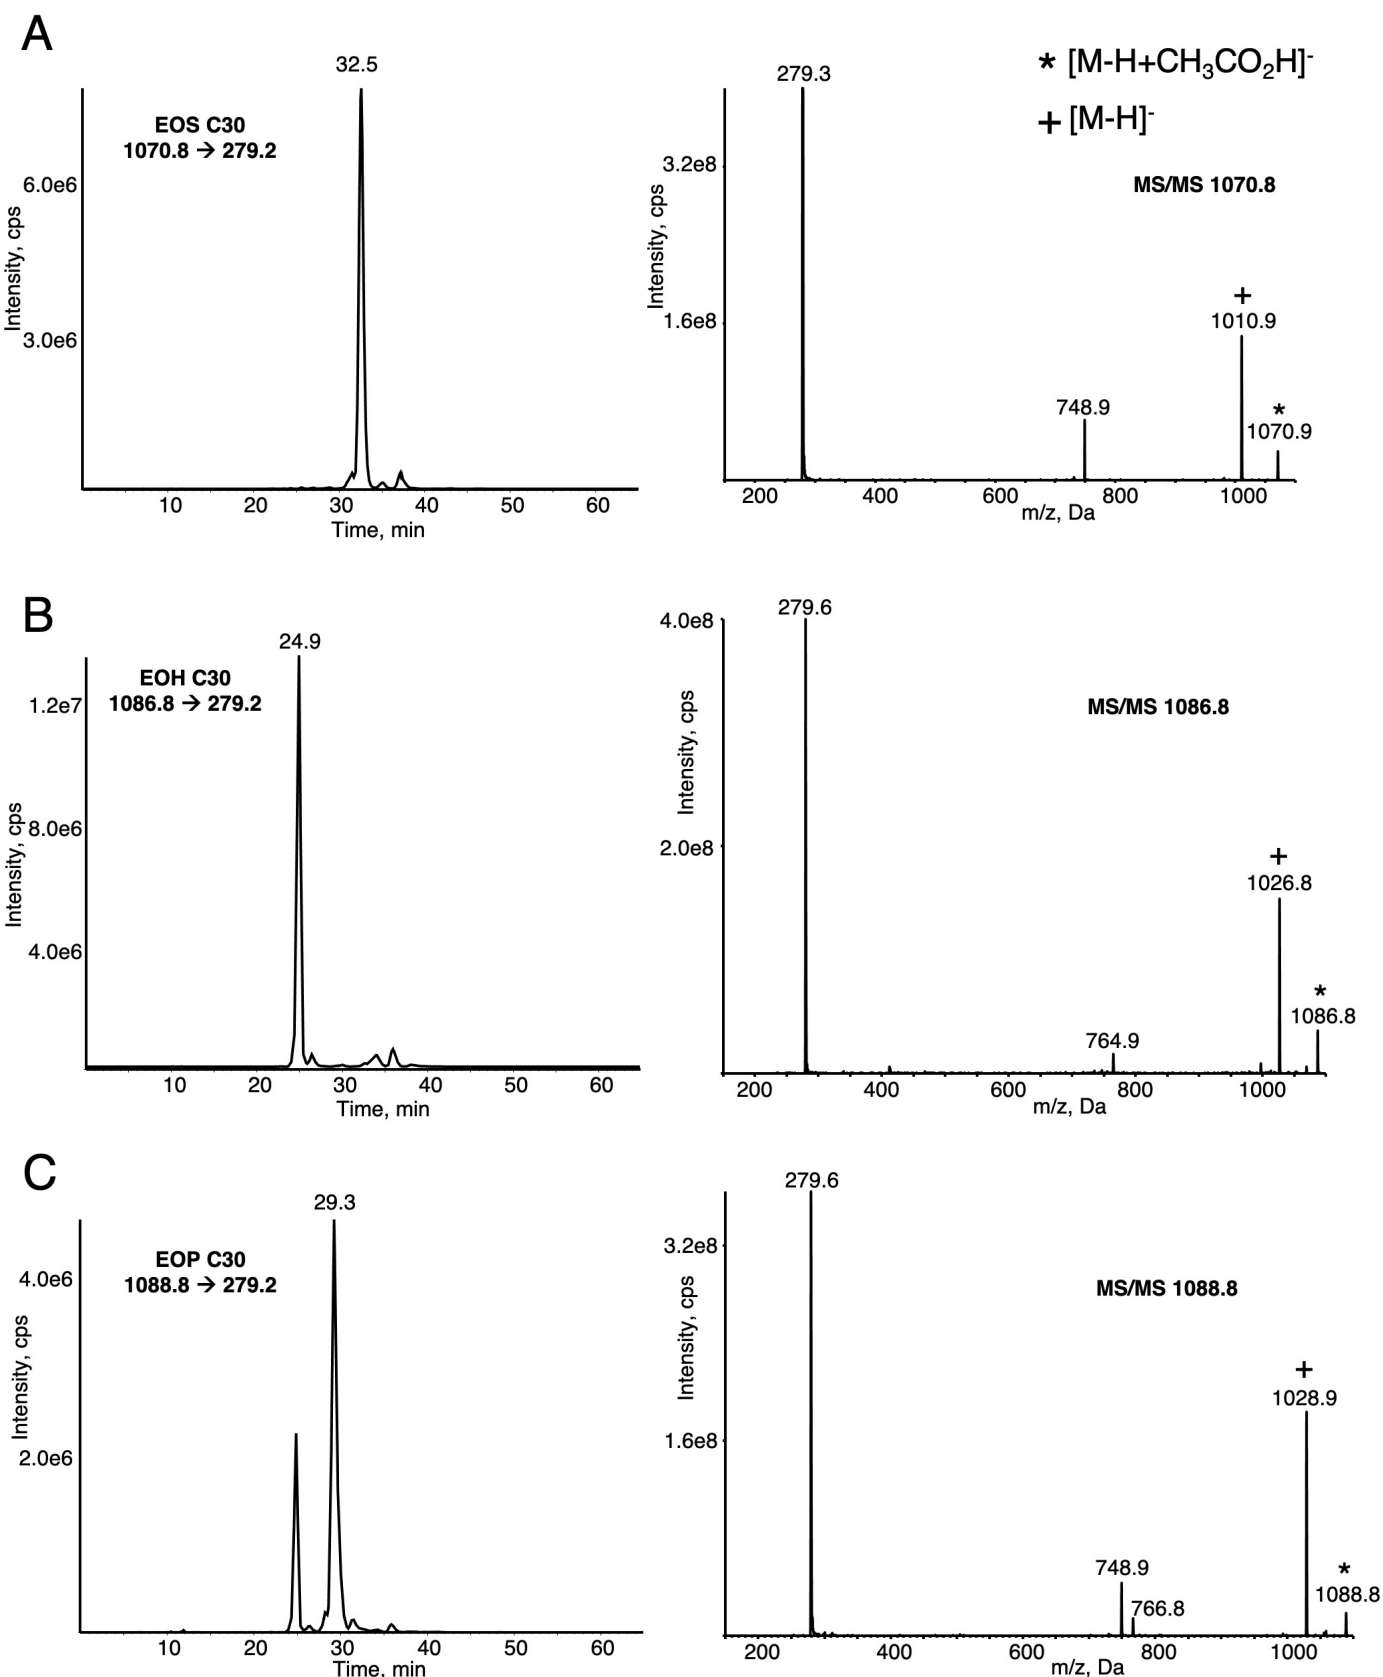 A
32.5
EOS C30
1070.8 → 279.2
6.0e6
3.0e6
Intensity, cps
10 20 30 40 50 60
Time, min
279.3
* [M-H+CH₃CO₂H]⁻
+ [M-H]⁻
3.2e8
MS/MS 1070.8
Intensity, cps
+
1.6e8
1010.9
748.9
*
1070.9
200 400 600 800 1000
m/z, Da
B
24.9
EOH C30
1086.8 → 279.2
1.2e7
8.0e6
4.0e6
Intensity, cps
10 20 30 40 50 60
Time, min
279.6
4.0e8
MS/MS 1086.8
Intensity, cps
2.0e8
+
1026.8
*
1086.8
764.9
200 400 600 800 1000
m/z, Da
C
29.3
EOP C30
1088.8 → 279.2
4.0e6
2.0e6
Intensity, cps
10 20 30 40 50 60
Time, min
279.6
3.2e8
MS/MS 1088.8
Intensity, cps
+
1028.9
1.6e8
748.9
*
1088.8
766.8
200 400 600 800 1000
m/z, Da